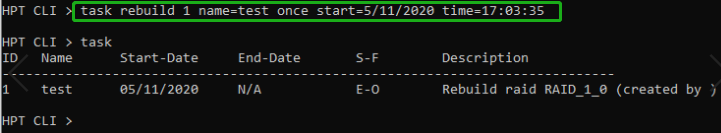 HPT CLI > task rebuild 1 name=test once start=5/11/2020 time=17:03:35
HPT CLI > task
ID Name Start-Date End-Date S-F Description
--------------------------------------------------------------------------------
1 test 05/11/2020 N/A E-O Rebuild raid RAID_1_0 (created by )
HPT CLI >